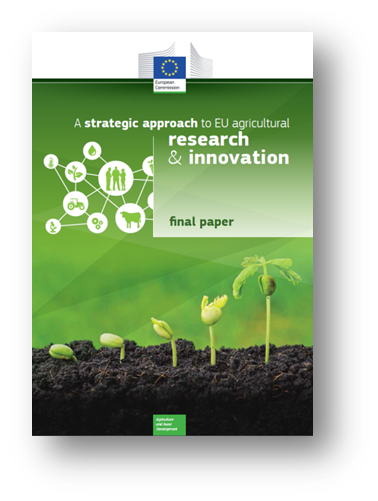 European
Commission
A strategic approach to EU agricultural
research
& innovation
final paper
Agriculture
and Rural
Development